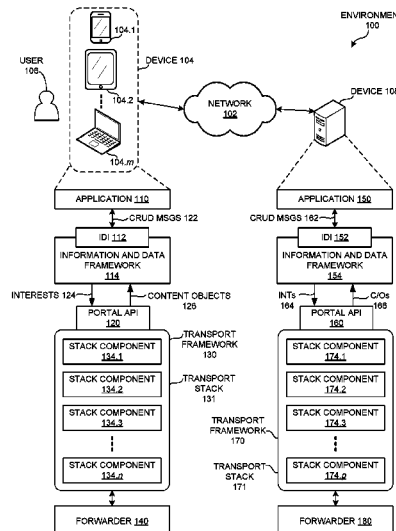 ENVIRONMENT
100
104.1
USER
106
DEVICE 104
104.2
NETWORK
102
DEVICE 108
104.m
APPLICATION 110
APPLICATION 150
CRUD MSGS 122
CRUD MSGS 162
IDI 112
IDI 152
INFORMATION AND DATA
FRAMEWORK
114
INFORMATION AND DATA
FRAMEWORK
154
INTERESTS 124
CONTENT OBJECTS
126
INTs
164
C/Os
166
PORTAL API
120
PORTAL API
160
STACK COMPONENT
134.1
TRANSPORT
FRAMEWORK
130
STACK COMPONENT
174.1
STACK COMPONENT
134.2
TRANSPORT
STACK
131
STACK COMPONENT
174.2
STACK COMPONENT
134.3
STACK COMPONENT
174.3
TRANSPORT
FRAMEWORK
170
STACK COMPONENT
134.n
TRANSPORT
STACK
171
STACK COMPONENT
174.p
FORWARDER 140
FORWARDER 180